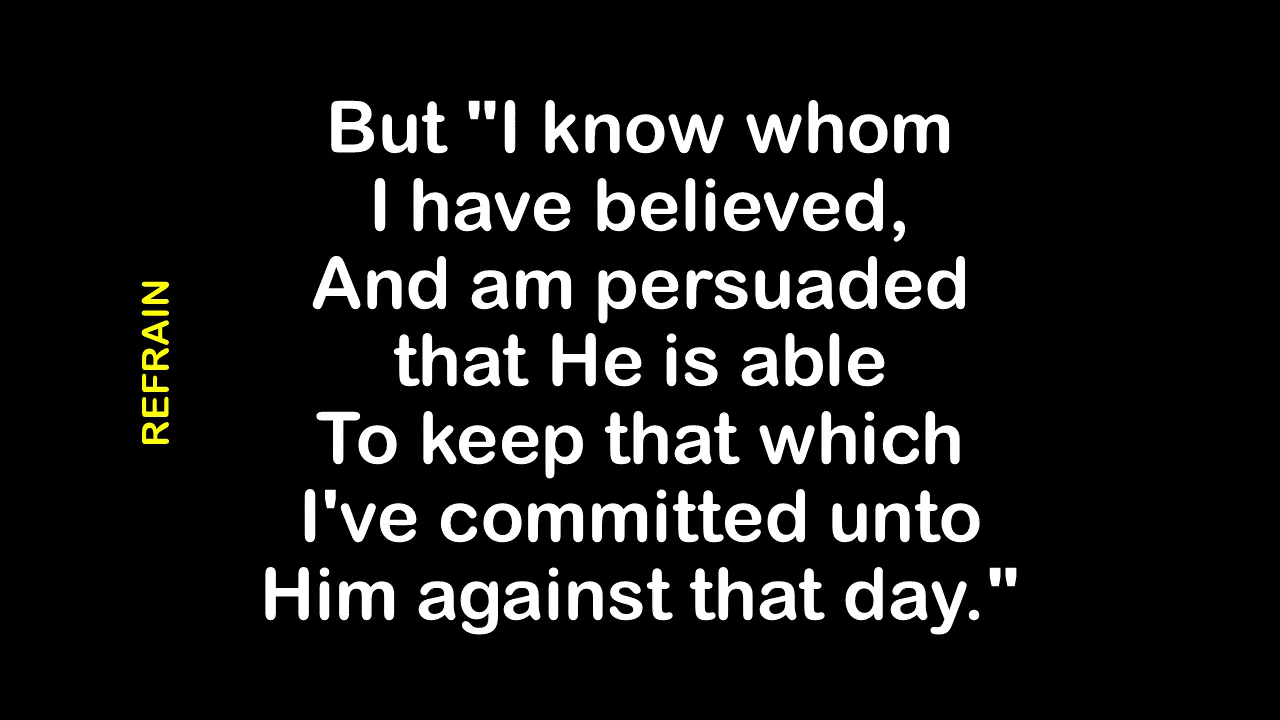 REFRAIN
But "I know whom
I have believed,
And am persuaded
that He is able
To keep that which
I've committed unto
Him against that day."